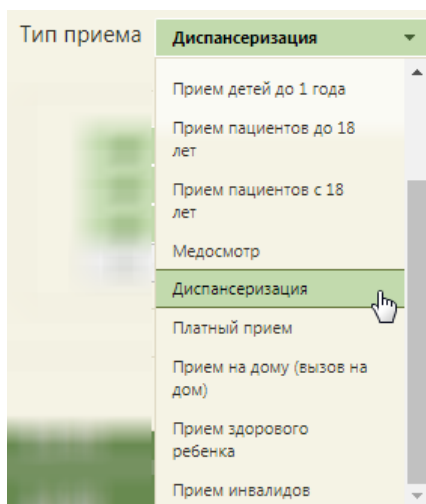 Тип приема
Диспансеризация
Прием детей до 1 года
Прием пациентов до 18
лет
Прием пациентов с 18
лет
Медосмотр
Диспансеризация
Платный прием
Прием на дому (вызов на
дом)
Прием здорового
ребенка
Прием инвалидов